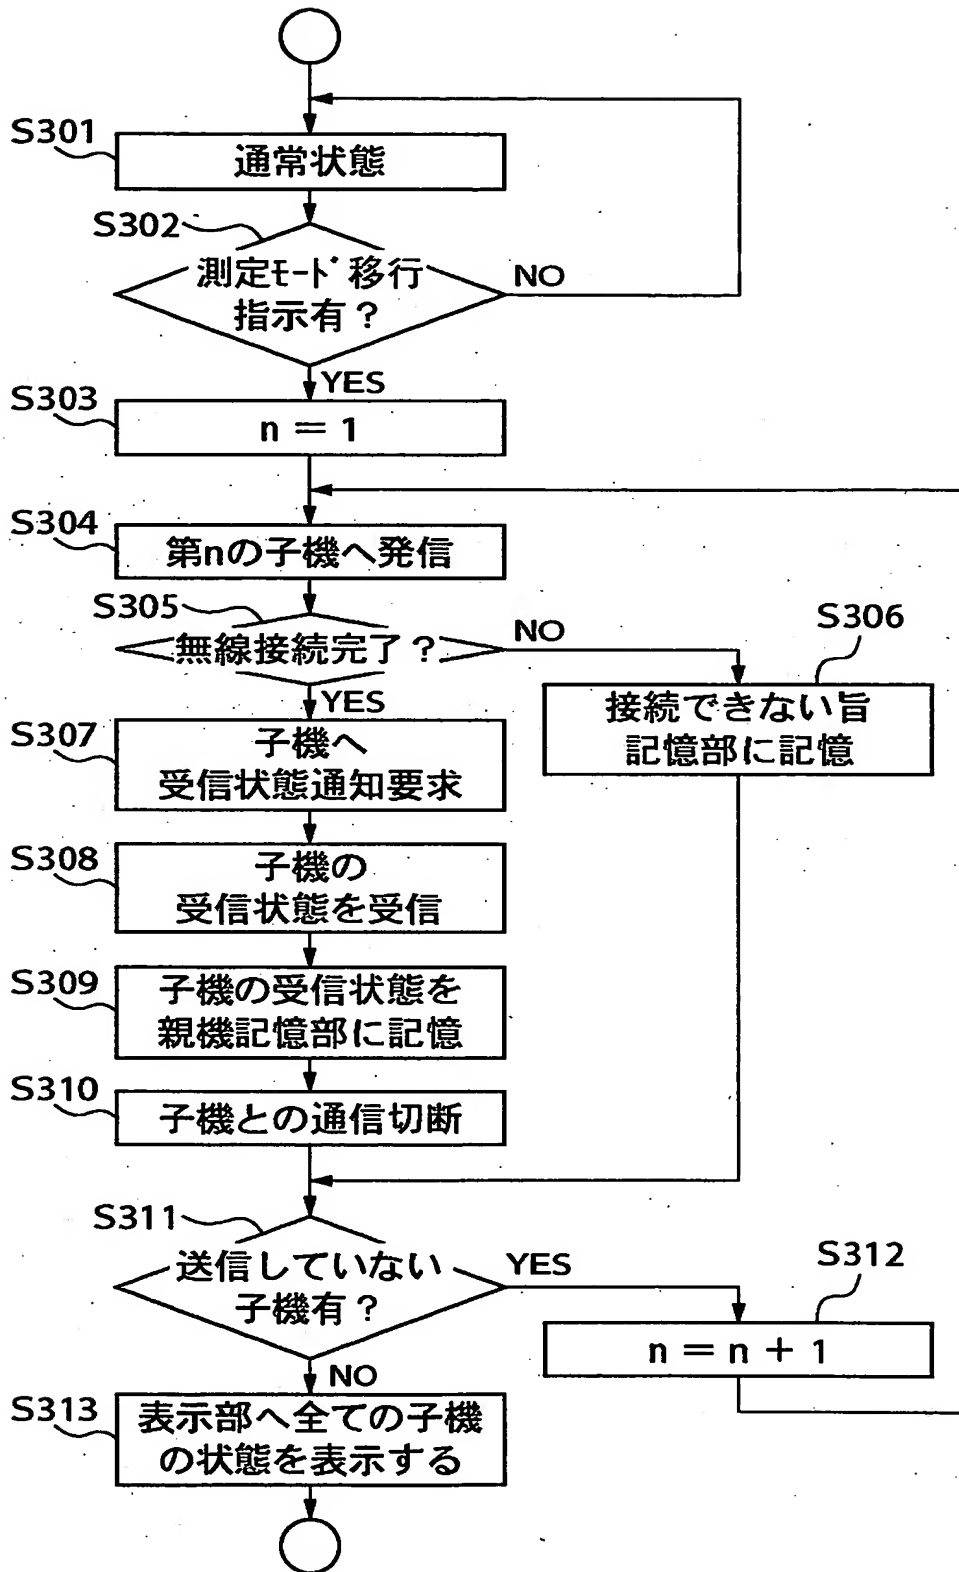 S301
通常状態
S302
測定ﾓｰﾄﾞ移行
指示有？
NO
YES
S303
n = 1
S304
第nの子機へ発信
S305
無線接続完了？
NO
YES
S306
接続できない旨
記憶部に記憶
S307
子機へ
受信状態通知要求
S308
子機の
受信状態を受信
S309
子機の受信状態を
親機記憶部に記憶
S310
子機との通信切断
S311
送信していない
子機有？
YES
NO
S312
n = n + 1
S313
表示部へ全ての子機
の状態を表示する